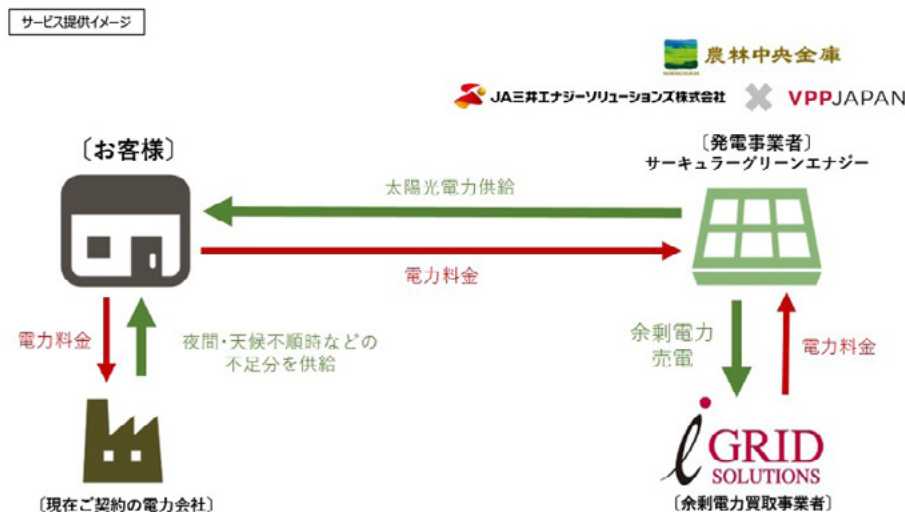 サービス提供イメージ
農林中央金庫
JA三井エナジーソリューションズ株式会社
VPPJAPAN
〔お客様〕
〔発電事業者〕
サーキュラーグリーンエナジー
太陽光電力供給
電力料金
電力料金
夜間・天候不順時などの
不足分を供給
余剰電力
売電
電力料金
i GRID
SOLUTIONS
〔現在ご契約の電力会社〕
〔余剰電力買取事業者〕